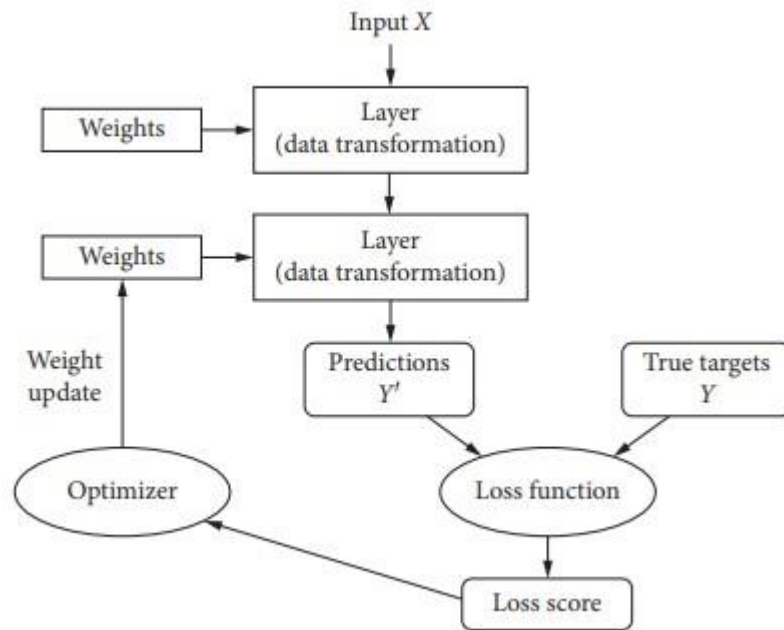 Input X
Weights
Layer
(data transformation)
Weights
Layer
(data transformation)
Weight
update
Predictions
Y′
True targets
Y
Optimizer
Loss function
Loss score